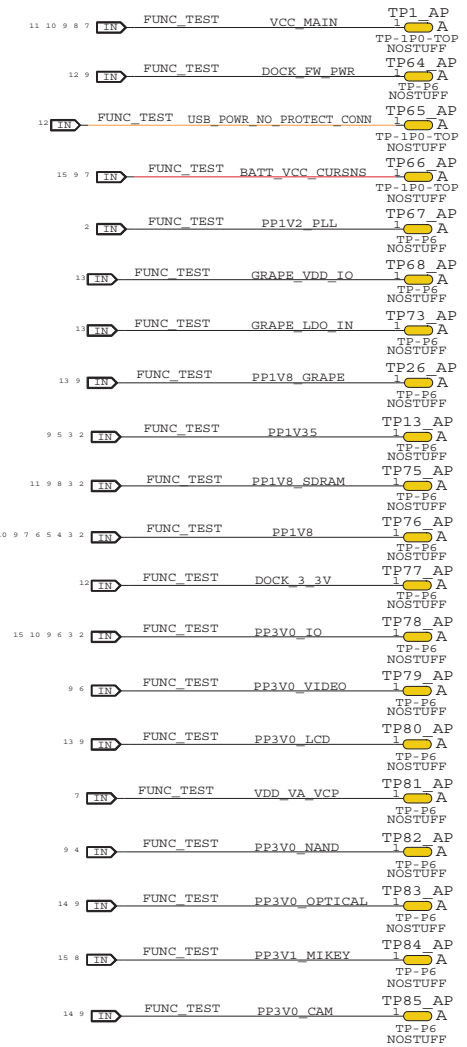 TP1_AP
11 10 9 8 7 IN FUNC_TEST VCC_MAIN 1 A
TP-1P0-TOP
NOSTUFF
TP64_AP
12 9 IN FUNC_TEST DOCK_FW_PWR 1 A
TP-P6
NOSTUFF
TP65_AP
12 IN FUNC_TEST USB_POWR_NO_PROTECT_CONN 1 A
TP-1P0-TOP
NOSTUFF
TP66_AP
15 9 7 IN FUNC_TEST BATT_VCC_CURSNS 1 A
TP-1P0-TOP
NOSTUFF
TP67_AP
2 IN FUNC_TEST PP1V2_PLL 1 A
TP-P6
NOSTUFF
TP68_AP
13 IN FUNC_TEST GRAPE_VDD_IO 1 A
TP-P6
NOSTUFF
TP73_AP
13 IN FUNC_TEST GRAPE_LDO_IN 1 A
TP-P6
NOSTUFF
TP26_AP
13 9 IN FUNC_TEST PP1V8_GRAPE 1 A
TP-P6
NOSTUFF
TP13_AP
9 5 3 2 IN FUNC_TEST PP1V35 1 A
TP-P6
NOSTUFF
TP75_AP
11 9 8 3 2 IN FUNC_TEST PP1V8_SDRAM 1 A
TP-P6
NOSTUFF
TP76_AP
9 7 6 5 4 3 2 IN FUNC_TEST PP1V8 1 A
TP-P6
NOSTUFF
TP77_AP
12 IN FUNC_TEST DOCK_3_3V 1 A
TP-P6
NOSTUFF
TP78_AP
15 10 9 6 3 2 IN FUNC_TEST PP3V0_IO 1 A
TP-P6
NOSTUFF
TP79_AP
9 6 IN FUNC_TEST PP3V0_VIDEO 1 A
TP-P6
NOSTUFF
TP80_AP
13 9 IN FUNC_TEST PP3V0_LCD 1 A
TP-P6
NOSTUFF
TP81_AP
7 IN FUNC_TEST VDD_VA_VCP 1 A
TP-P6
NOSTUFF
TP82_AP
9 4 IN FUNC_TEST PP3V0_NAND 1 A
TP-P6
NOSTUFF
TP83_AP
14 9 IN FUNC_TEST PP3V0_OPTICAL 1 A
TP-P6
NOSTUFF
TP84_AP
15 8 IN FUNC_TEST PP3V1_MIKEY 1 A
TP-P6
NOSTUFF
TP85_AP
14 9 IN FUNC_TEST PP3V0_CAM 1 A
TP-P6
NOSTUFF